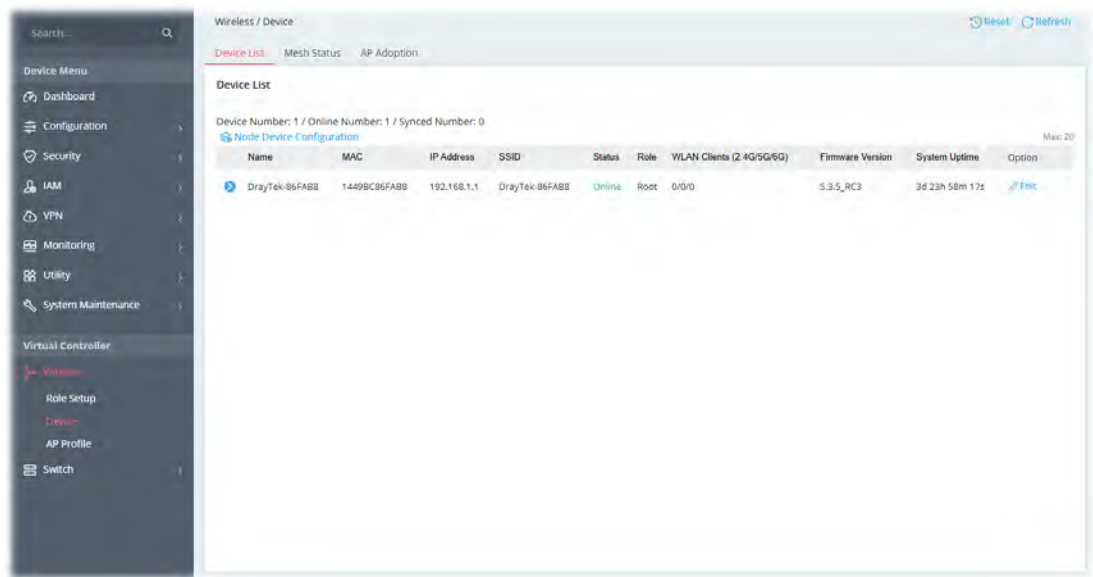 Search...
Wireless / Device
Reset Refresh
Device List Mesh Status AP Adoption
Device Menu
Dashboard
Configuration
Security
IAM
VPN
Monitoring
Utility
System Maintenance
Virtual Controller
Wireless
Role Setup
Device
AP Profile
Switch
Device List
Device Number: 1 / Online Number: 1 / Synced Number: 0
Node Device Configuration
Max: 20
Name MAC IP Address SSID Status Role WLAN Clients (2.4G/5G/6G) Firmware Version System Uptime Option
DrayTek-86FAB8 1449BC86FAB8 192.168.1.1 DrayTek-86FAB8 Online Root 0/0/0 5.3.5_RC3 3d 23h 58m 17s Edit